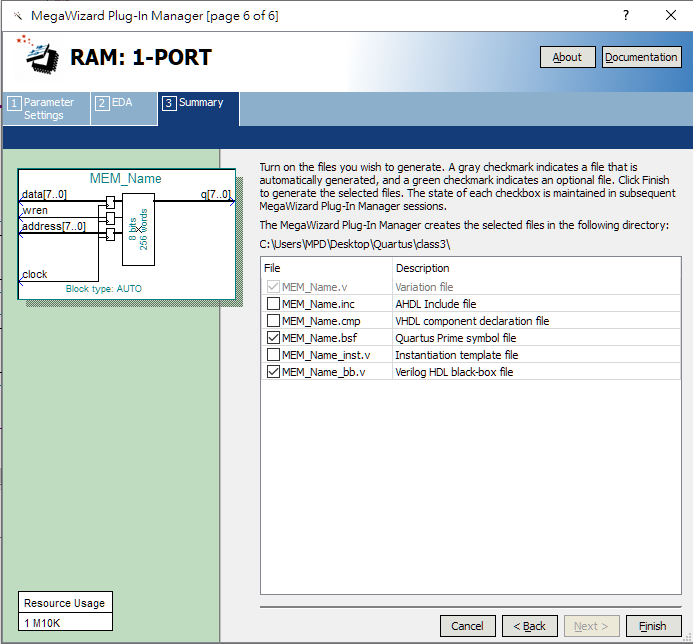 MegaWizard Plug-In Manager [page 6 of 6]
?
RAM: 1-PORT
About
Documentation
1 Parameter Settings
2 EDA
3 Summary
MEM_Name
data[7..0]
q[7..0]
wren
address[7..0]
8 bits
256 words
clock
Block type: AUTO
Turn on the files you wish to generate. A gray checkmark indicates a file that is
automatically generated, and a green checkmark indicates an optional file. Click Finish
to generate the selected files. The state of each checkbox is maintained in subsequent
MegaWizard Plug-In Manager sessions.
The MegaWizard Plug-In Manager creates the selected files in the following directory:
C:\Users\MPD\Desktop\Quartus\class3\
File Description
MEM_Name.v Variation file
MEM_Name.inc AHDL Include file
MEM_Name.cmp VHDL component declaration file
MEM_Name.bsf Quartus Prime symbol file
MEM_Name_inst.v Instantiation template file
MEM_Name_bb.v Verilog HDL black-box file
Resource Usage
1 M10K
Cancel
< Back
Next >
Finish